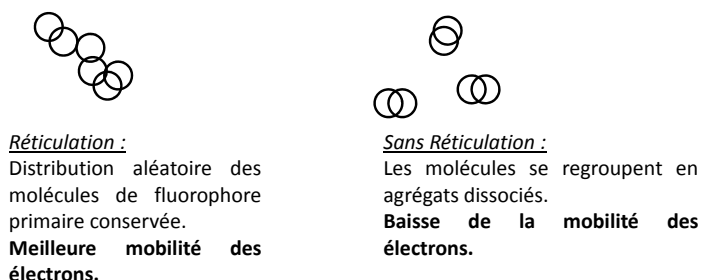 Réticulation :
Distribution aléatoire des
molécules de fluorophore
primaire conservée.
Meilleure mobilité des
électrons.
Sans Réticulation :
Les molécules se regroupent en
agrégats dissociés.
Baisse de la mobilité des
électrons.